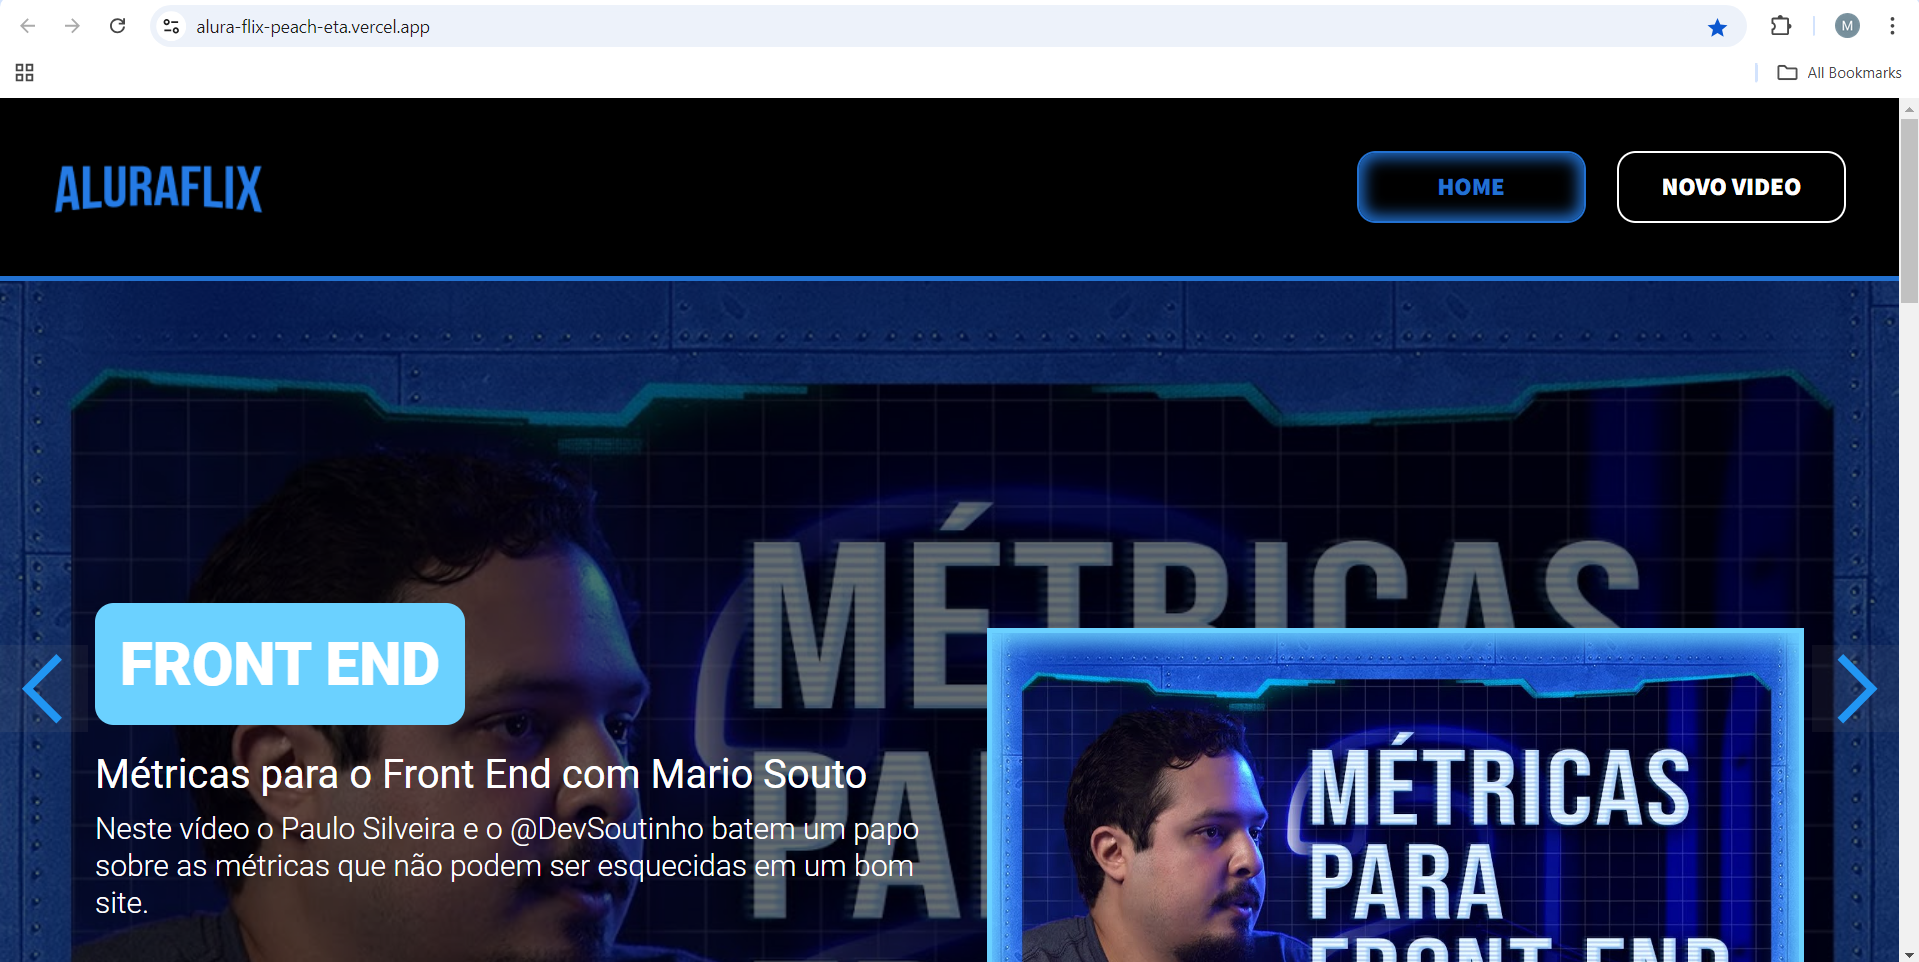 alura-flix-peach-eta.vercel.app
M
All Bookmarks
ALURAFLIX
HOME
NOVO VIDEO
MÉTRICAS
PA
FRONT END
Métricas para o Front End com Mario Souto
Neste vídeo o Paulo Silveira e o @DevSoutinho batem um papo
sobre as métricas que não podem ser esquecidas em um bom
site.
MÉTRICAS
PARA
FRONT END